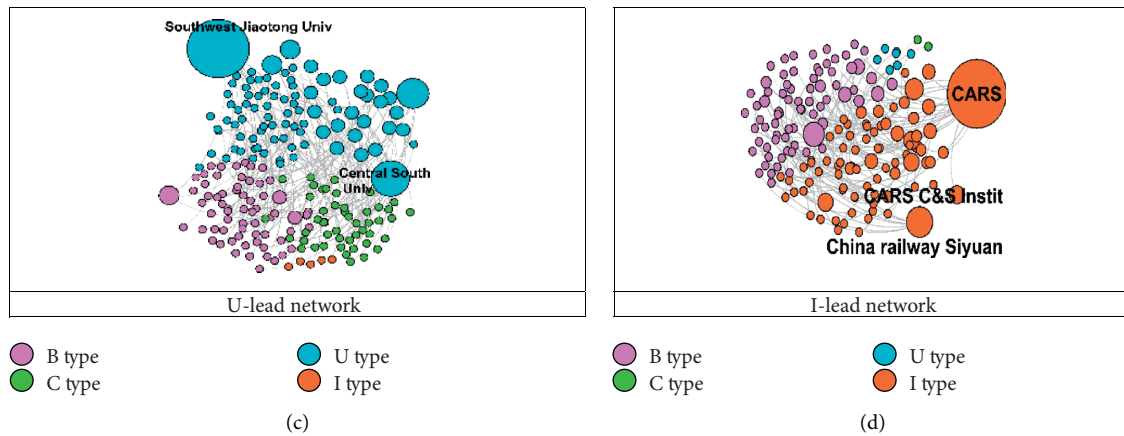 Southwest Jiaotong Univ
Central South
Univ
U-lead network
B type
U type
C type
I type
(c)
CARS
CARS C&S Instit
China railway Siyuan
I-lead network
B type
U type
C type
I type
(d)